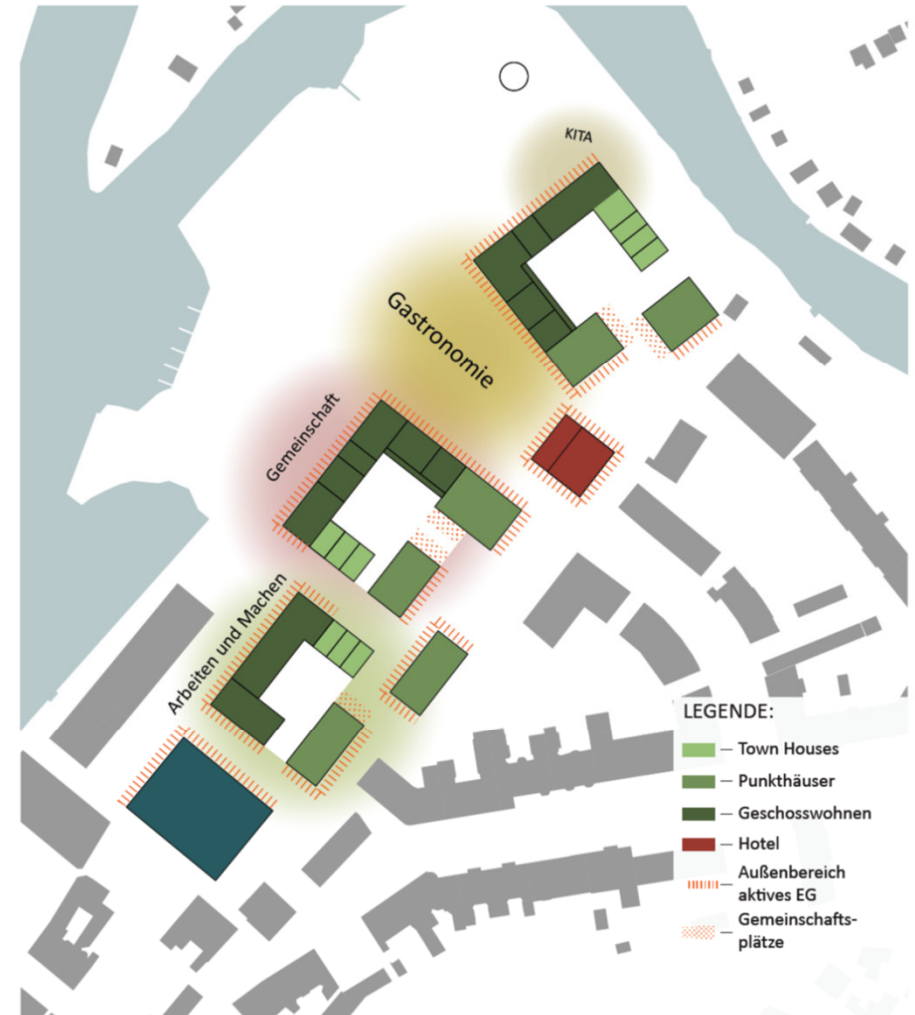 KITA
Gastronomie
Gemeinschaft
Arbeiten und Machen
LEGENDE:
Town Houses
Punkthäuser
Geschosswohnen
Hotel
Außenbereich
aktives EG
Gemeinschafts-
plätze